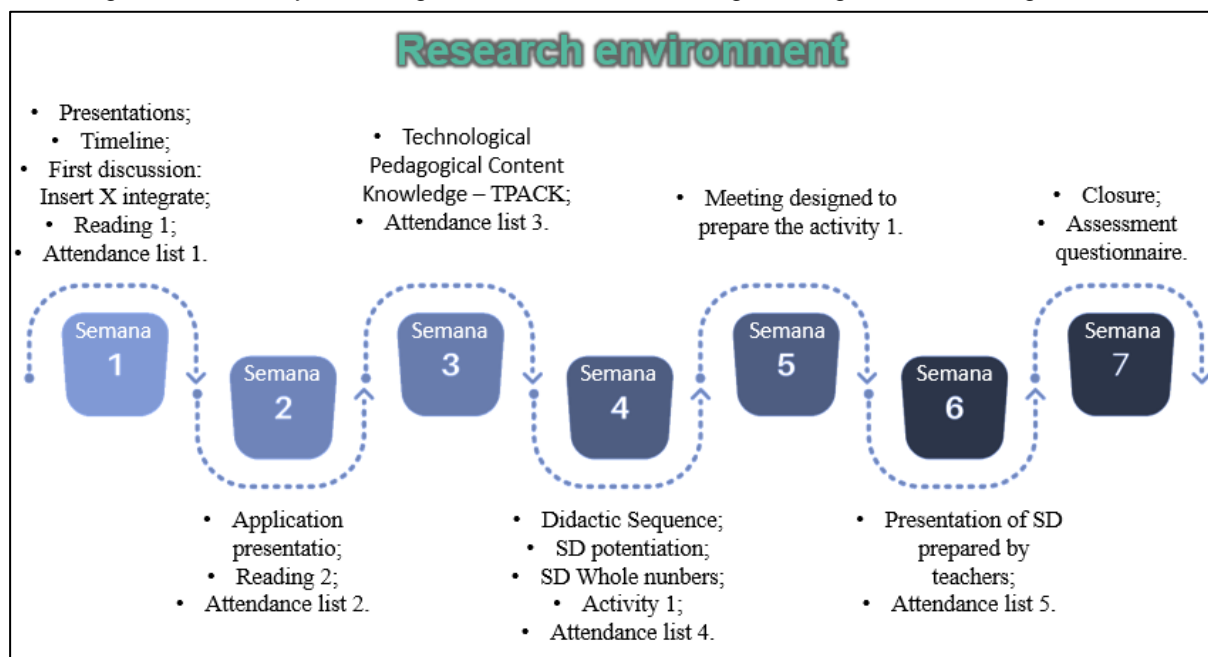 Research environment
• Presentations;
• Timeline;
• First discussion:
Insert X integrate;
• Reading 1;
• Attendance list 1.
• Technological
Pedagogical Content
Knowledge – TPACK;
• Attendance list 3.
• Meeting designed to
prepare the activity 1.
• Closure;
• Assessment
questionnaire.
Semana
1
Semana
2
Semana
3
Semana
4
Semana
5
Semana
6
Semana
7
• Application
presentatio;
• Reading 2;
• Attendance list 2.
• Didactic Sequence;
• SD potentiation;
• SD Whole nunbers;
• Activity 1;
• Attendance list 4.
• Presentation of SD
prepared by
teachers;
• Attendance list 5.